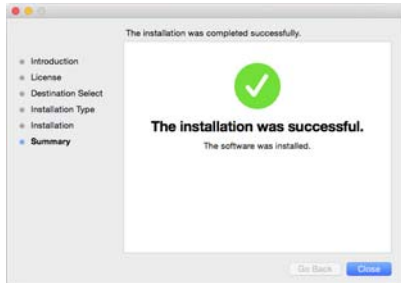 The installation was completed successfully.
Introduction
License
Destination Select
Installation Type
Installation
Summary
The installation was successful.
The software was installed.
Go Back
Close